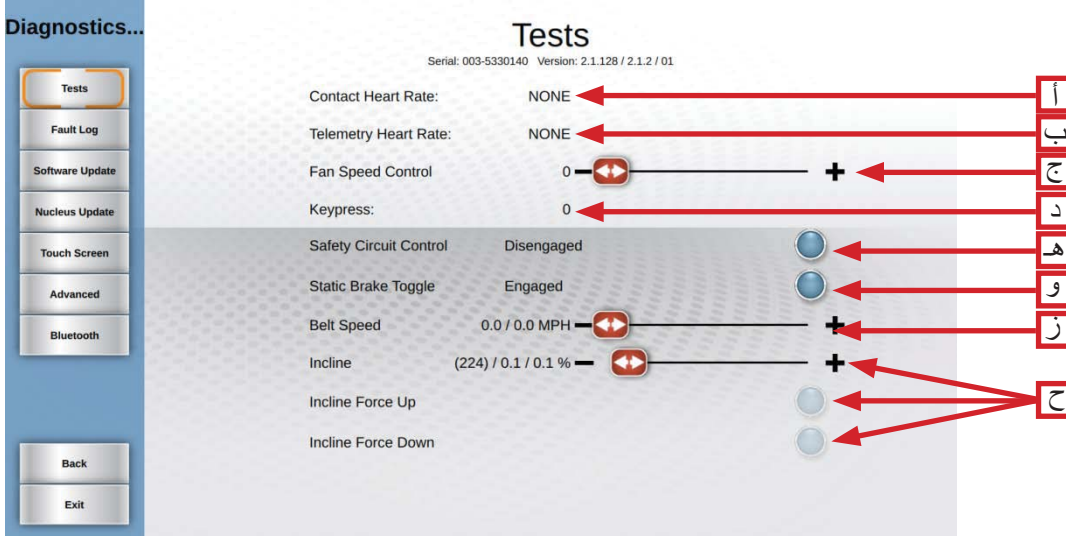 Diagnostics...
Tests
Fault Log
Software Update
Nucleus Update
Touch Screen
Advanced
Bluetooth
Back
Exit
Tests
Serial: 003-5330140 Version: 2.1.128 / 2.1.2 / 01
Contact Heart Rate: NONE أ
Telemetry Heart Rate: NONE ب
Fan Speed Control 0 ج
Keypress: 0 د
Safety Circuit Control Disengaged هـ
Static Brake Toggle Engaged و
Belt Speed 0.0 / 0.0 MPH ز
Incline (224) / 0.1 / 0.1 %
Incline Force Up ح
Incline Force Down